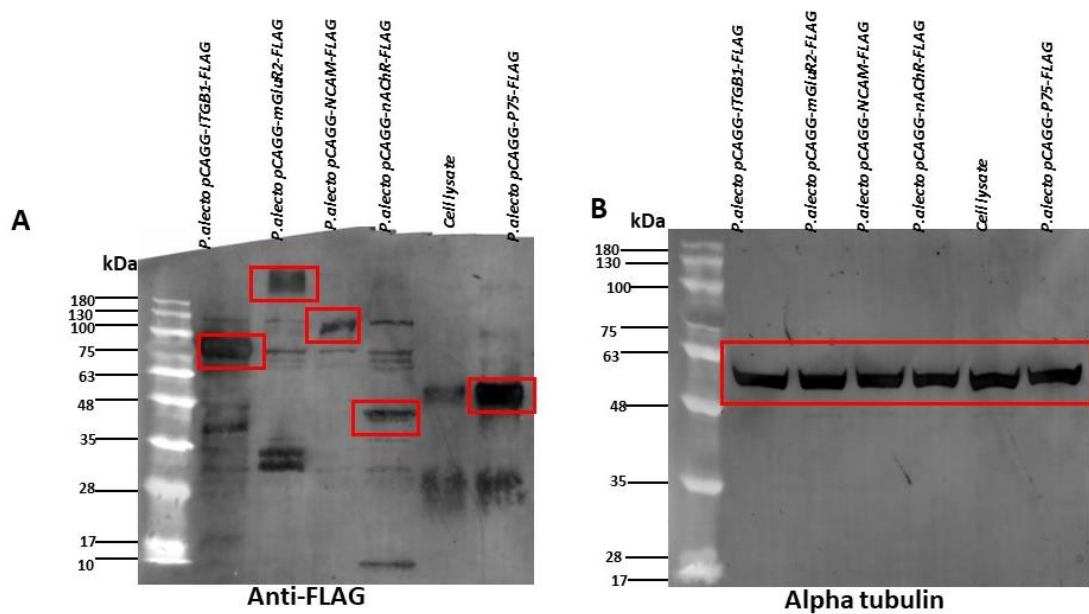 A
kDa
P.alecto pCAGG-ITGB1-FLAG
P.alecto pCAGG-mGluR2-FLAG
P.alecto pCAGG-NCAM-FLAG
P.alecto pCAGG-nAChR-FLAG
Cell lysate
P.alecto pCAGG-P75-FLAG
180
130
100
75
63
48
35
28
17
10
Anti-FLAG
B
kDa
P.alecto pCAGG-ITGB1-FLAG
P.alecto pCAGG-mGluR2-FLAG
P.alecto pCAGG-NCAM-FLAG
P.alecto pCAGG-nAChR-FLAG
Cell lysate
P.alecto pCAGG-P75-FLAG
180
130
100
75
63
48
35
28
17
Alpha tubulin